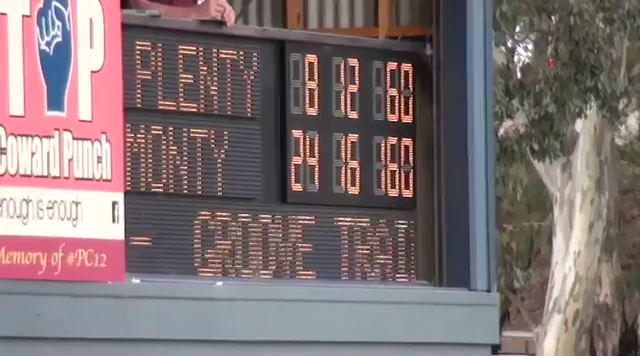 T P
Coward Punch
enough is enough
Memory of #PC12
PLENTY 8 12 60
MONTY 24 16 160